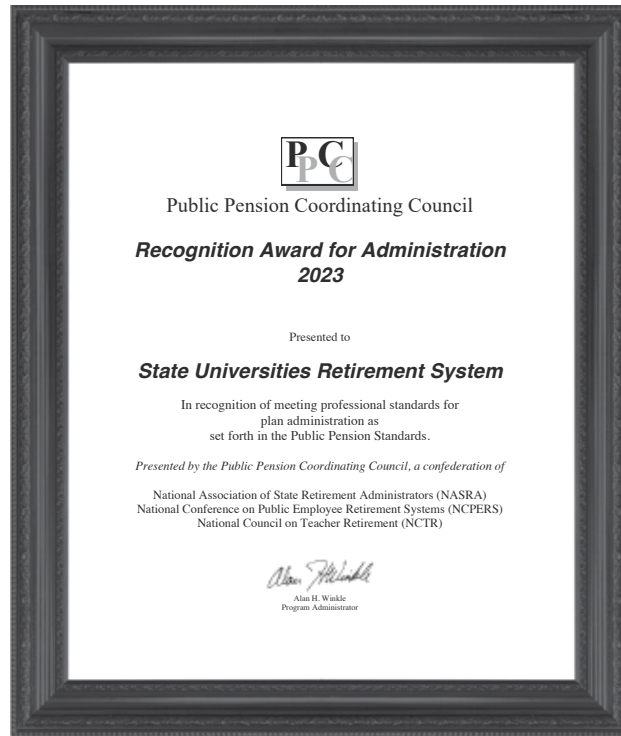 PPCC
Public Pension Coordinating Council
Recognition Award for Administration
2023
Presented to
State Universities Retirement System
In recognition of meeting professional standards for
plan administration as
set forth in the Public Pension Standards.
Presented by the Public Pension Coordinating Council, a confederation of
National Association of State Retirement Administrators (NASRA)
National Conference on Public Employee Retirement Systems (NCPERS)
National Council on Teacher Retirement (NCTR)
Alan H. Winkle
Alan H. Winkle
Program Administrator